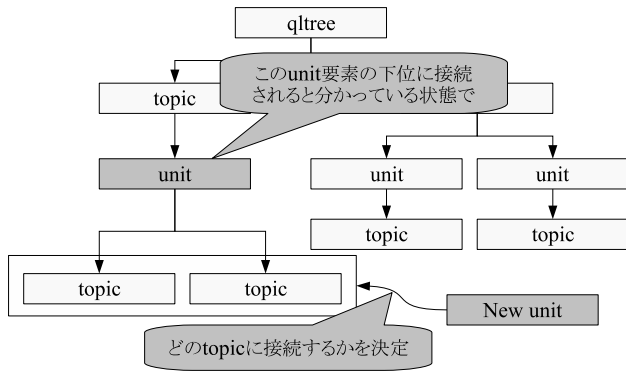 qltree
このunit要素の下位に接続
されると分かっている状態で
topic
unit
unit
unit
topic
topic
topic
topic
New unit
どのtopicに接続するかを決定